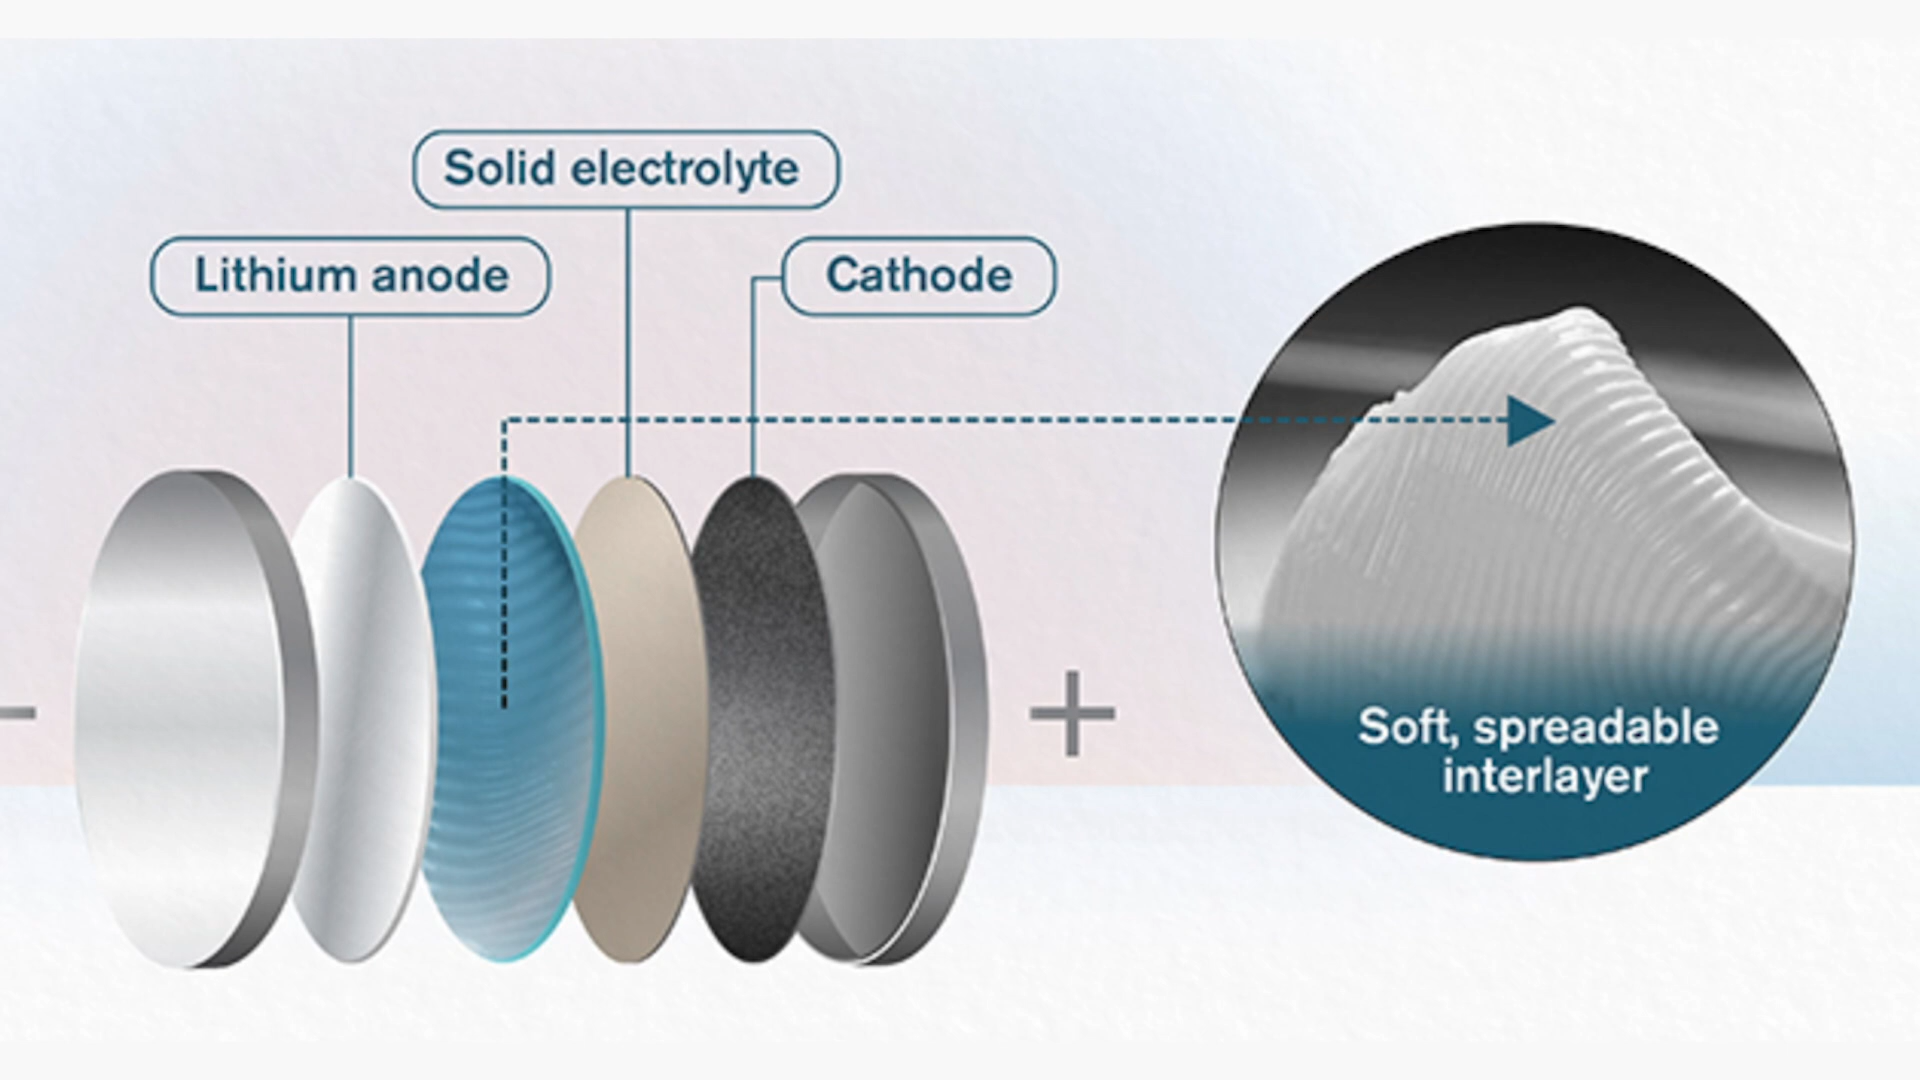 Solid electrolyte
Lithium anode
Cathode
Soft, spreadable
interlayer
−
+